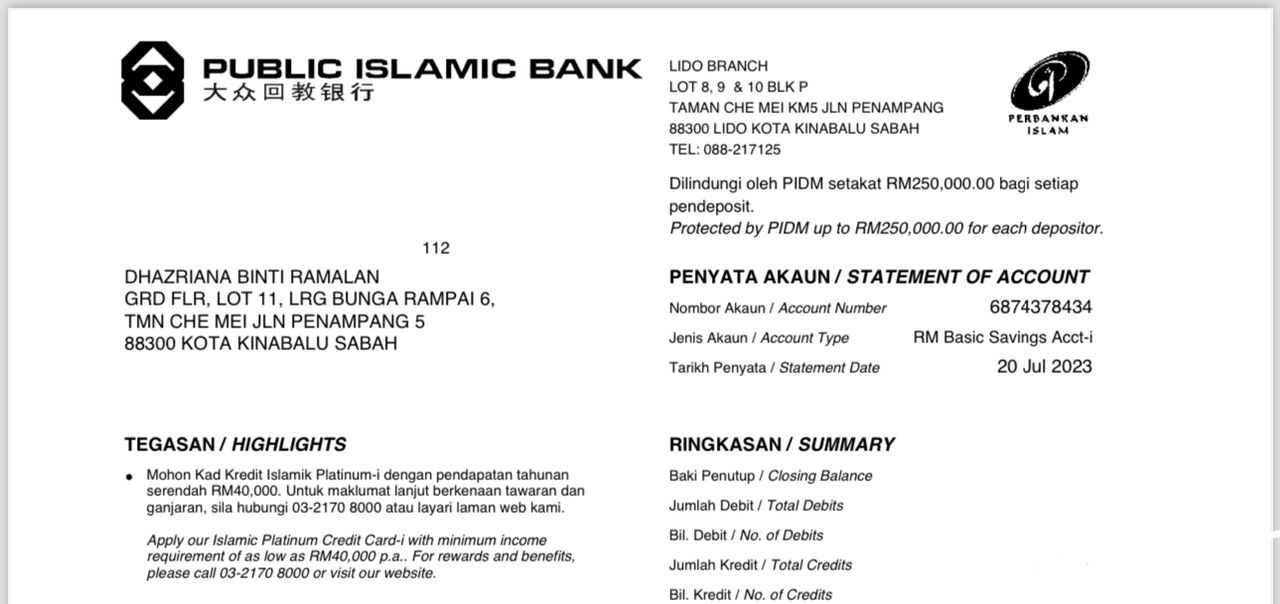 PUBLIC ISLAMIC BANK
大众回教银行
LIDO BRANCH
LOT 8, 9 & 10 BLK P
TAMAN CHE MEI KM5 JLN PENAMPANG
88300 LIDO KOTA KINABALU SABAH
TEL: 088-217125
PERBANKAN
ISLAM
Dilindungi oleh PIDM setakat RM250,000.00 bagi setiap
pendeposit.
Protected by PIDM up to RM250,000.00 for each depositor.
112
DHAZRIANA BINTI RAMALAN
GRD FLR, LOT 11, LRG BUNGA RAMPAI 6,
TMN CHE MEI JLN PENAMPANG 5
88300 KOTA KINABALU SABAH
PENYATA AKAUN / STATEMENT OF ACCOUNT
Nombor Akaun / Account Number 6874378434
Jenis Akaun / Account Type RM Basic Savings Acct-i
Tarikh Penyata / Statement Date 20 Jul 2023
TEGASAN / HIGHLIGHTS
• Mohon Kad Kredit Islamik Platinum-i dengan pendapatan tahunan
serendah RM40,000. Untuk maklumat lanjut berkenaan tawaran dan
ganjaran, sila hubungi 03-2170 8000 atau layari laman web kami.
Apply our Islamic Platinum Credit Card-i with minimum income
requirement of as low as RM40,000 p.a.. For rewards and benefits,
please call 03-2170 8000 or visit our website.
RINGKASAN / SUMMARY
Baki Penutup / Closing Balance
Jumlah Debit / Total Debits
Bil. Debit / No. of Debits
Jumlah Kredit / Total Credits
Bil. Kredit / No. of Credits